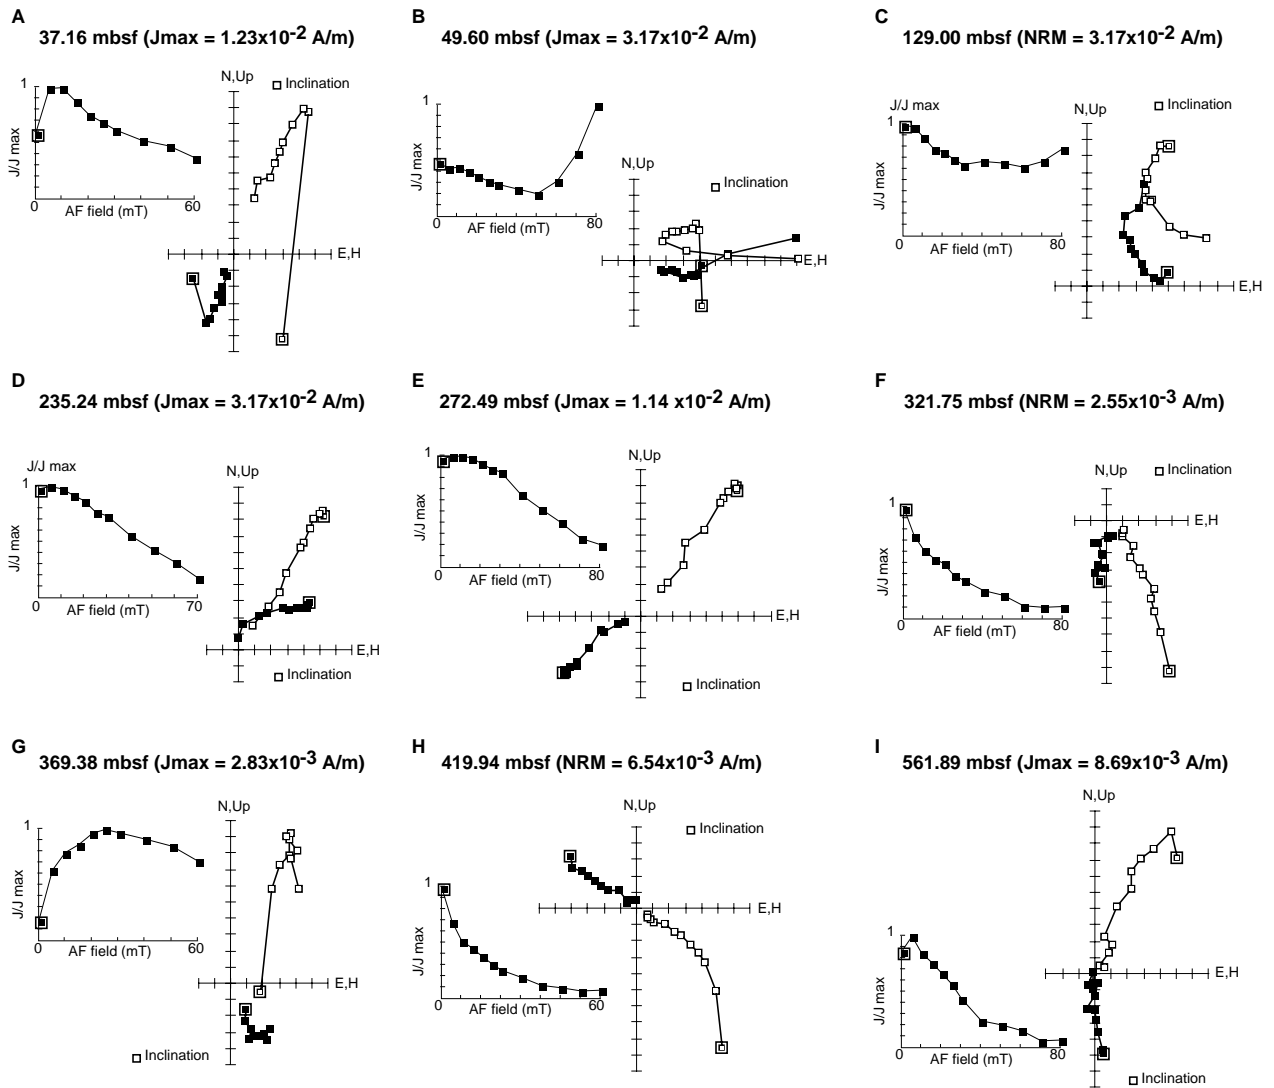 A
37.16 mbsf (Jmax = 1.23x10-2 A/m)
N,Up
Inclination
1
J/J max
0
60
AF field (mT)
E,H
B
49.60 mbsf (Jmax = 3.17x10-2 A/m)
1
J/J max
N,Up
Inclination
0
80
AF field (mT)
E,H
C
129.00 mbsf (NRM = 3.17x10-2 A/m)
J/J max
N,Up
Inclination
1
J/J max
0
80
AF field (mT)
E,H
D
235.24 mbsf (Jmax = 3.17x10-2 A/m)
J/J max
N,Up
1
J/J max
0
70
AF field (mT)
E,H
Inclination
E
272.49 mbsf (Jmax = 1.14 x10-2 A/m)
1
N,Up
J/J max
0
80
AF field (mT)
E,H
Inclination
F
321.75 mbsf (NRM = 2.55x10-3 A/m)
N,Up
Inclination
1
E,H
J/J max
0
80
AF field (mT)
G
369.38 mbsf (Jmax = 2.83x10-3 A/m)
N,Up
1
J/J max
0
60
AF field (mT)
E,H
Inclination
H
419.94 mbsf (NRM = 6.54x10-3 A/m)
N,Up
Inclination
1
E,H
J/J max
0
60
AF field (mT)
I
561.89 mbsf (Jmax = 8.69x10-3 A/m)
N,Up
1
E,H
J/J max
0
80
AF field (mT)
Inclination